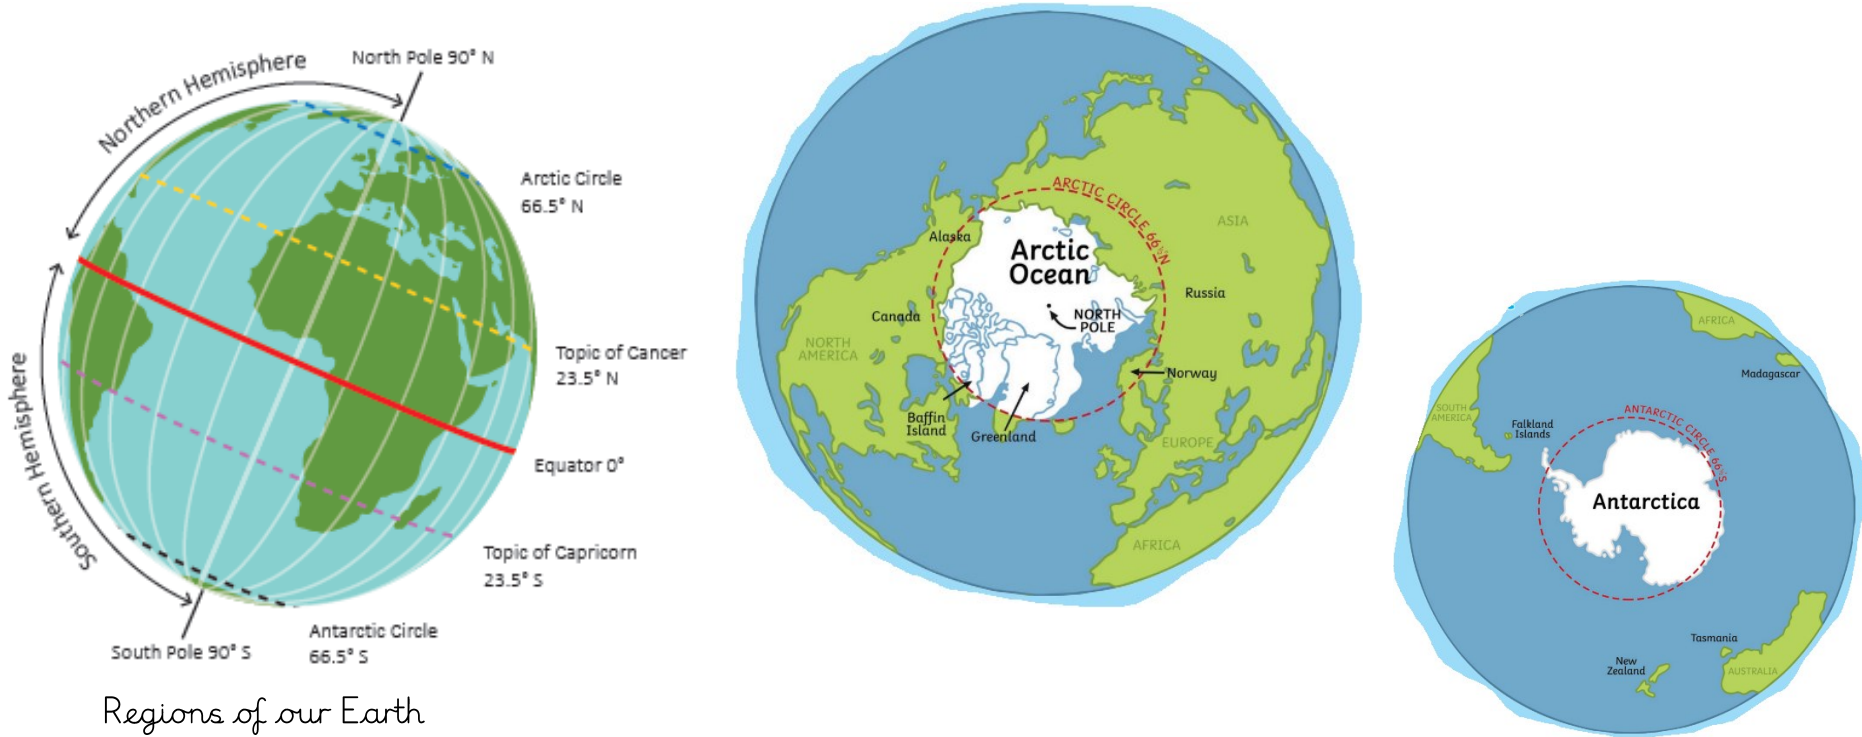 North Pole 90° N
Northern Hemisphere
Arctic Circle
66.5° N
Topic of Cancer
23.5° N
Equator 0°
Southern Hemisphere
Topic of Capricorn
23.5° S
Antarctic Circle
66.5° S
South Pole 90° S
Regions of our Earth
ARCTIC CIRCLE 66½°N
ASIA
Alaska
Arctic
Ocean
Russia
Canada
NORTH
POLE
NORTH
AMERICA
Norway
Baffin
Island
Greenland
EUROPE
AFRICA
AFRICA
Madagascar
SOUTH
AMERICA
Falkland
Islands
ANTARCTIC CIRCLE 66½°S
Antarctica
Tasmania
New
Zealand
AUSTRALIA